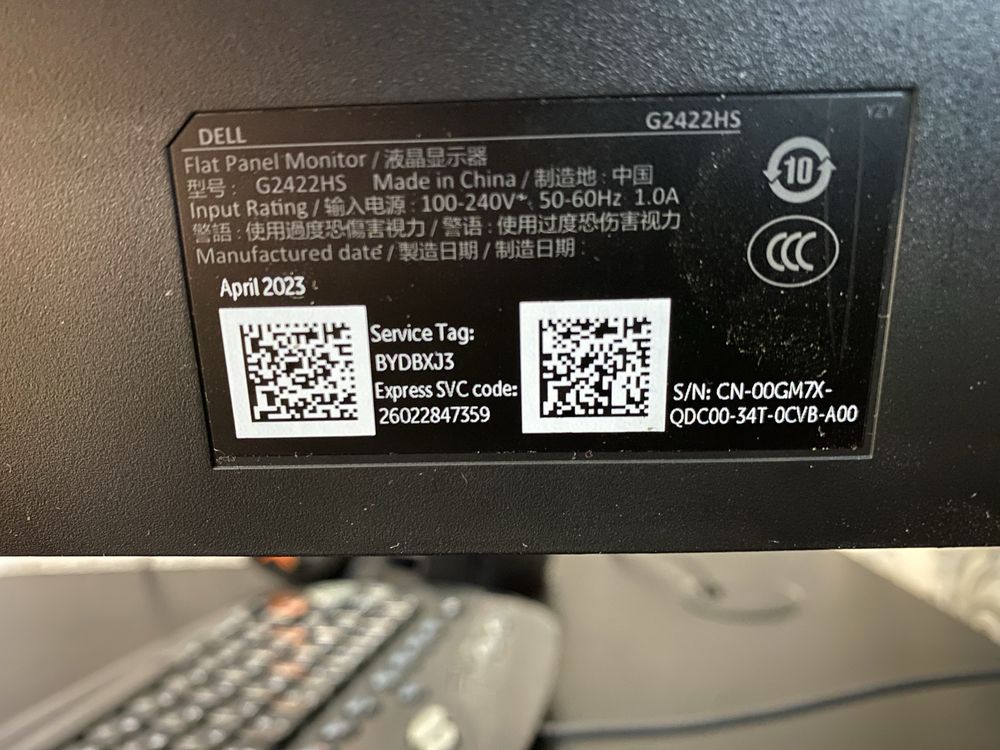 DELL G2422HS YZY
Flat Panel Monitor / 液晶显示器
型号： G2422HS Made in China / 制造地：中国
Input Rating / 输入电源：100-240V~ 50-60Hz 1.0A
警語：使用過度恐傷害視力 / 警语：使用过度恐伤害视力
Manufactured date / 製造日期 / 制造日期
10
CCC
April 2023
Service Tag:
BYDBXJ3
Express SVC code:
26022847359
S/N: CN-00GM7X-
QDC00-34T-0CVB-A00